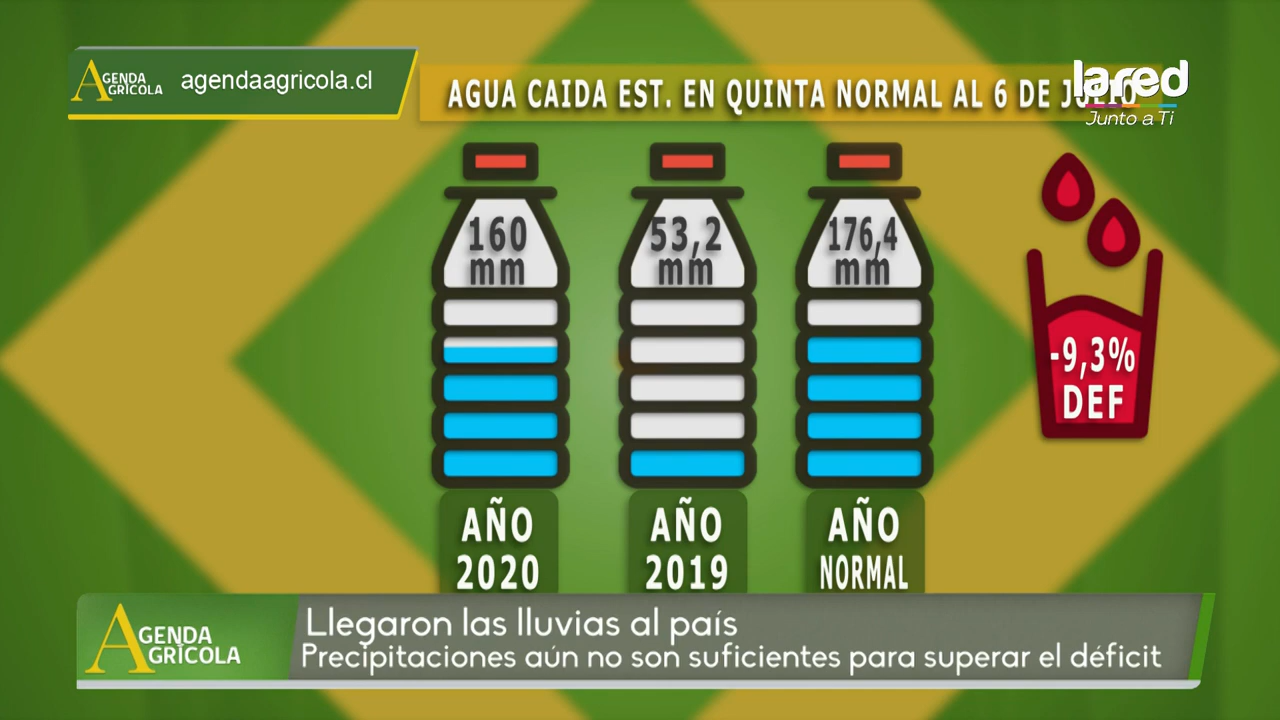 AGENDA
AGRÍCOLA
agendaagricola.cl
AGUA CAIDA EST. EN QUINTA NORMAL AL 6 DE
lared
Junto a Ti
160
mm
53,2
mm
176,4
mm
-9,3%
DEF
AÑO
2020
AÑO
2019
AÑO
NORMAL
AGENDA
AGRÍCOLA
Llegaron las lluvias al país
Precipitaciones aún no son suficientes para superar el déficit